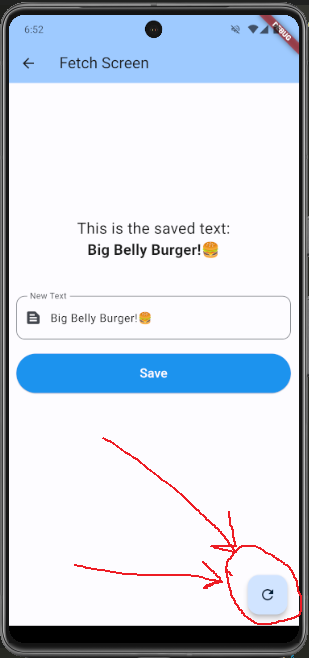 6:52
DEBUG
Fetch Screen
This is the saved text:
Big Belly Burger!🍔
New Text
Big Belly Burger!🍔
Save